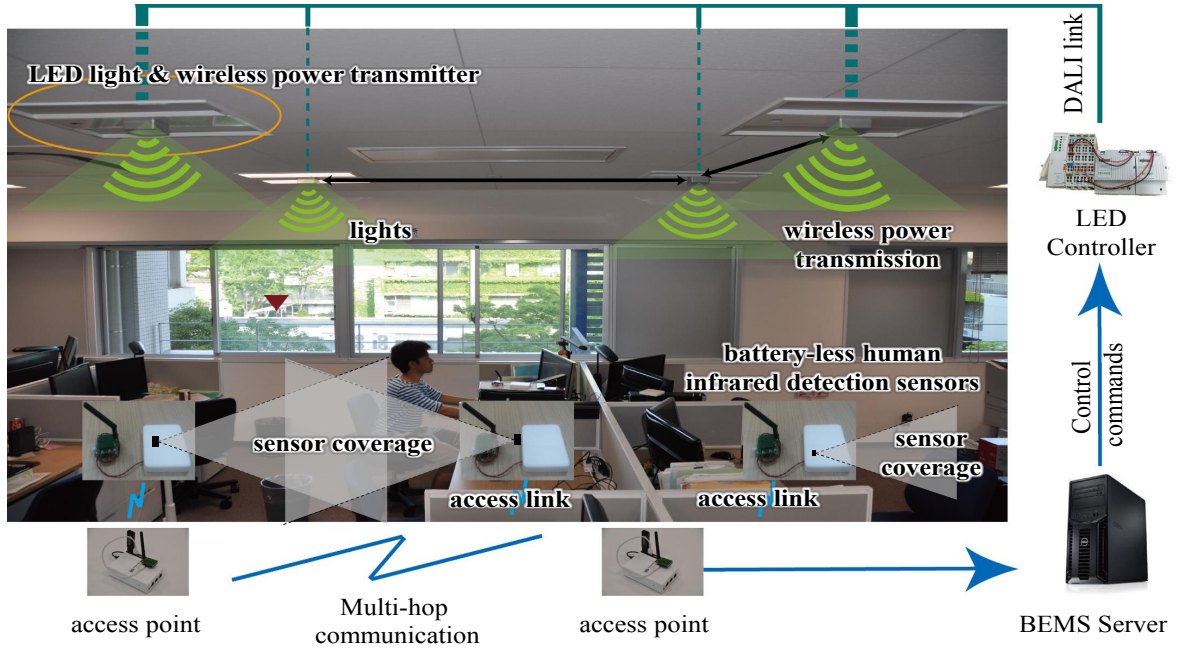 LED light & wireless power transmitter
DALI link
lights
wireless power
transmission
LED
Controller
battery-less human
infrared detection sensors
Control
commands
sensor coverage
sensor
coverage
access link
access link
access point
Multi-hop
communication
access point
BEMS Server